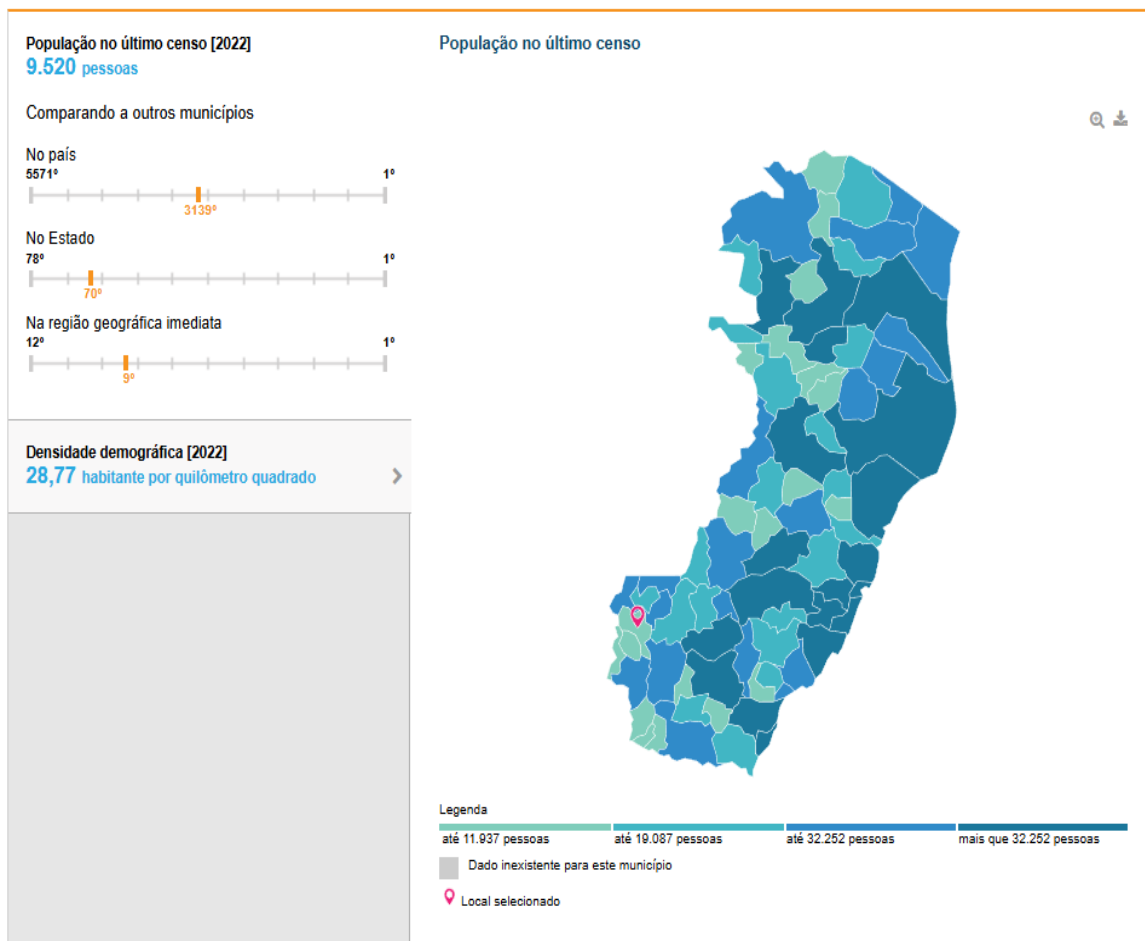 População no último censo [2022]
9.520 pessoas
Comparando a outros municípios
No país
5571º 1º
3139º
No Estado
78º 1º
70º
Na região geográfica imediata
12º 1º
9º
Densidade demográfica [2022]
28,77 habitante por quilômetro quadrado
População no último censo
Legenda
até 11.937 pessoas até 19.087 pessoas até 32.252 pessoas mais que 32.252 pessoas
Dado inexistente para este município
Local selecionado